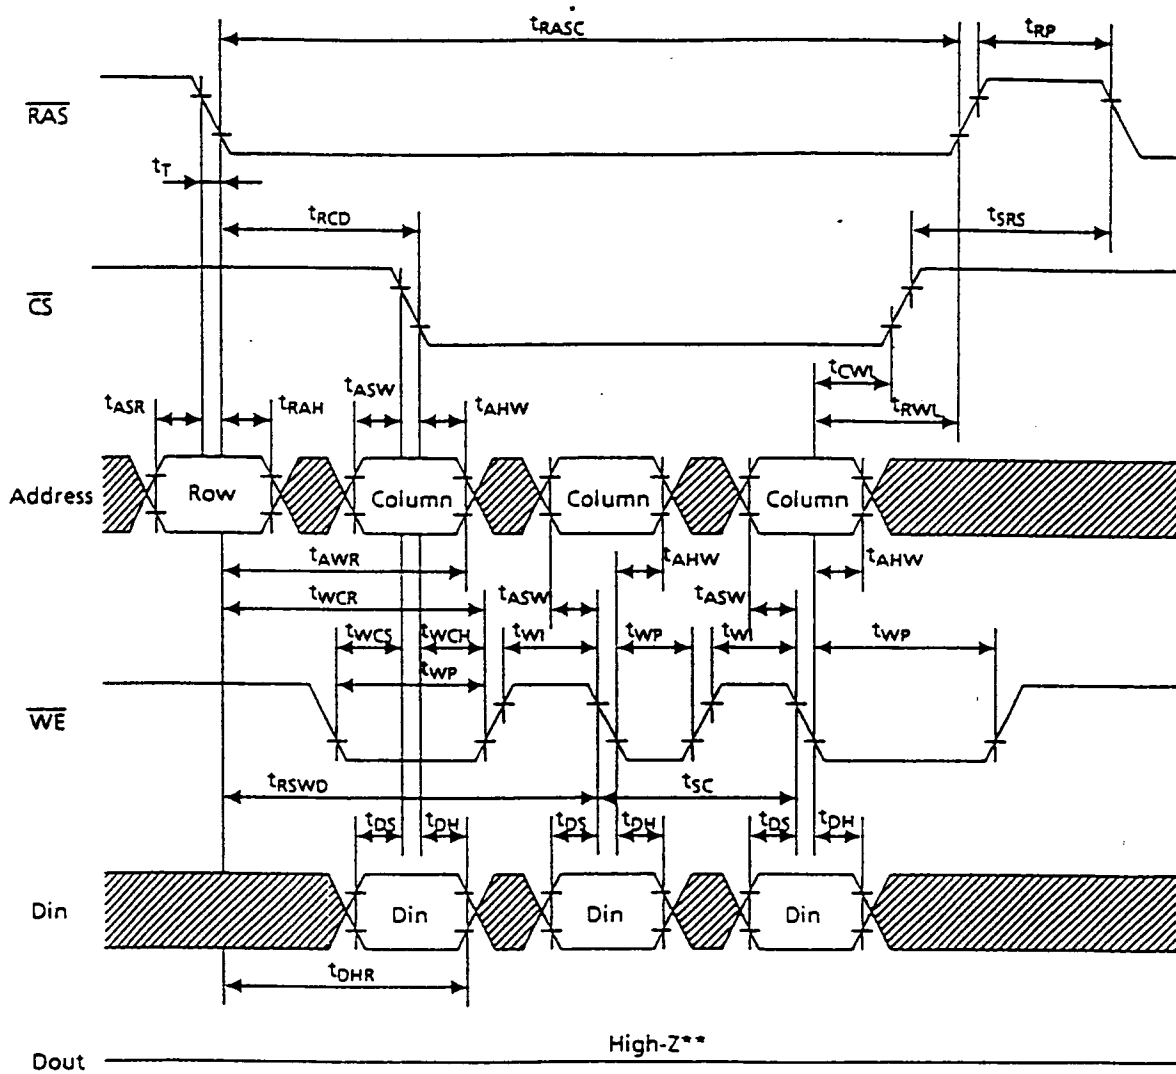 tRASC
tRP
RAS
tT
tRCD
tSRS
CS
tCWL
tRWL
tASR
tRAH
tASW
tAHW
Address
Row
Column
Column
Column
tAWR
tAHW
tAHW
tWCR
tASW
tASW
tWCS
tWCH
tWI
tWP
tWI
tWP
tWP
WE
tRSWD
tSC
tDS
tDH
tDS
tDH
tDS
tDH
Din
Din
Din
Din
tDHR
High-Z**
Dout